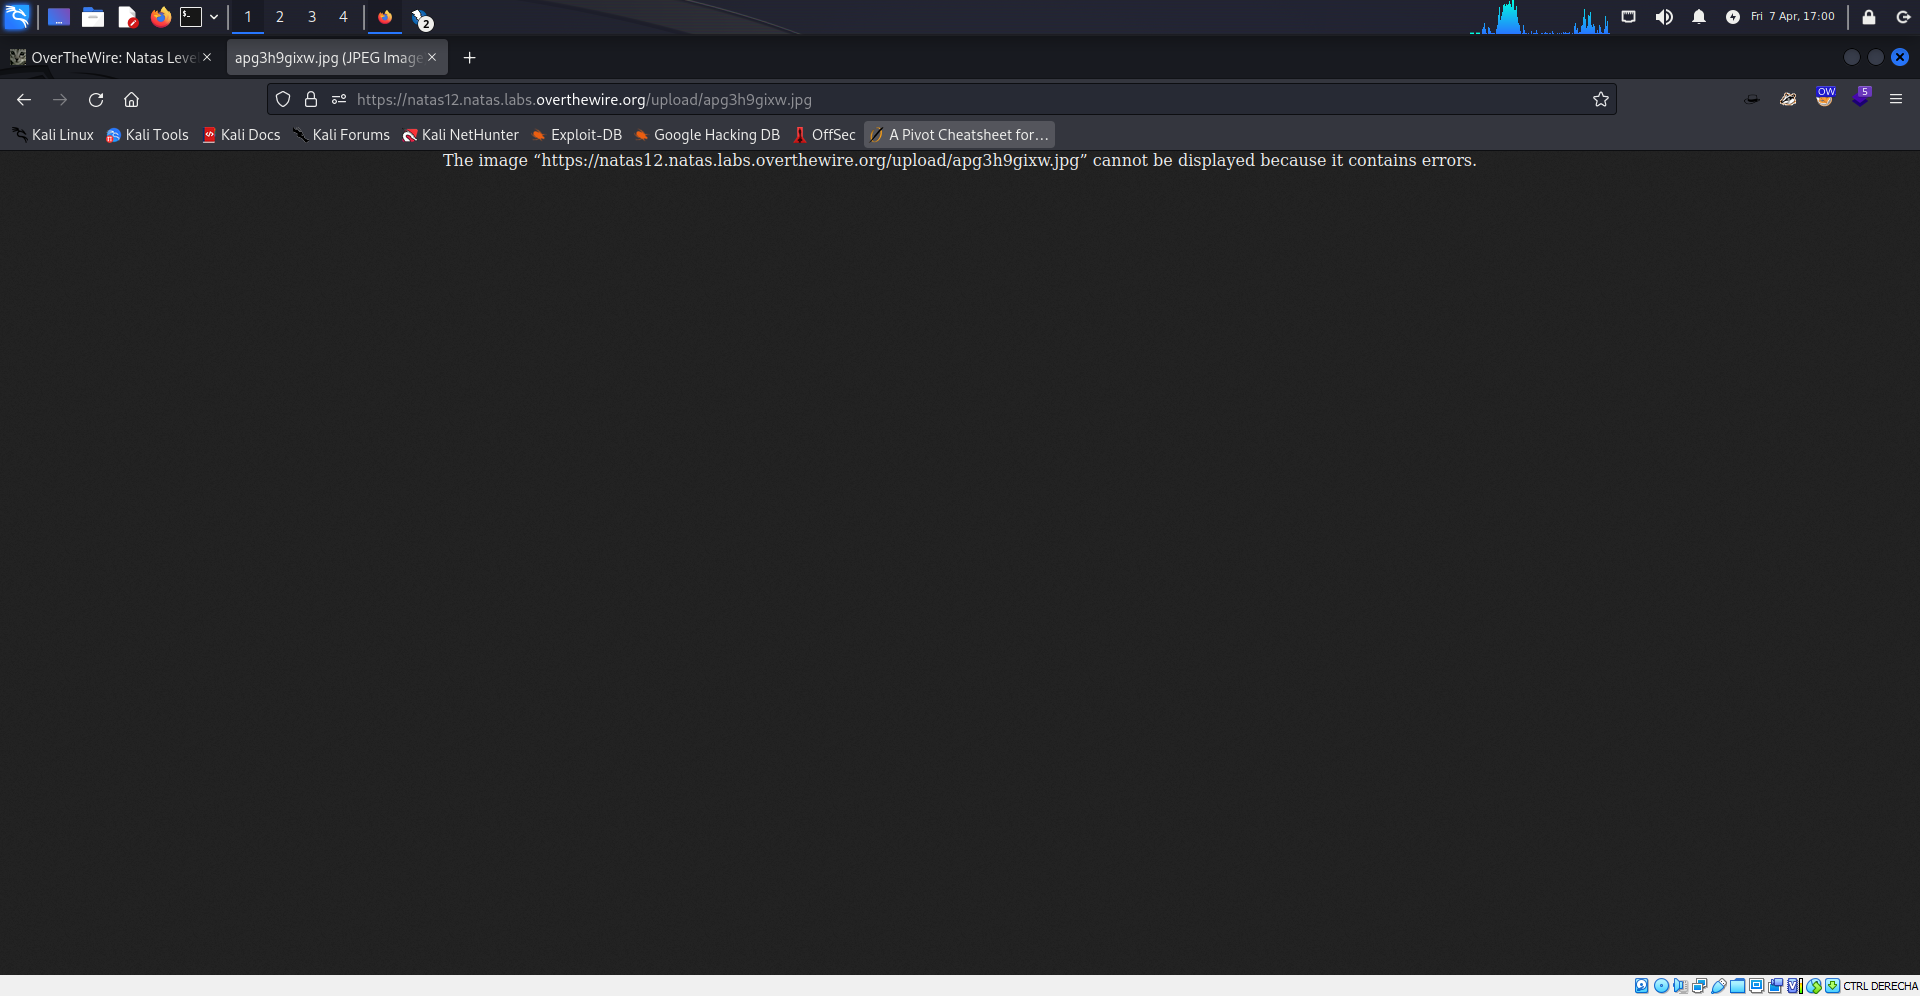 1 2 3 4 2 Fri 7 Apr, 17:00
OverTheWire: Natas Leve apg3h9gixw.jpg (JPEG Image
https://natas12.natas.labs.overthewire.org/upload/apg3h9gixw.jpg OW 5
Kali Linux Kali Tools Kali Docs Kali Forums Kali NetHunter Exploit-DB Google Hacking DB OffSec A Pivot Cheatsheet for…
The image “https://natas12.natas.labs.overthewire.org/upload/apg3h9gixw.jpg” cannot be displayed because it contains errors.
CTRL DERECHA